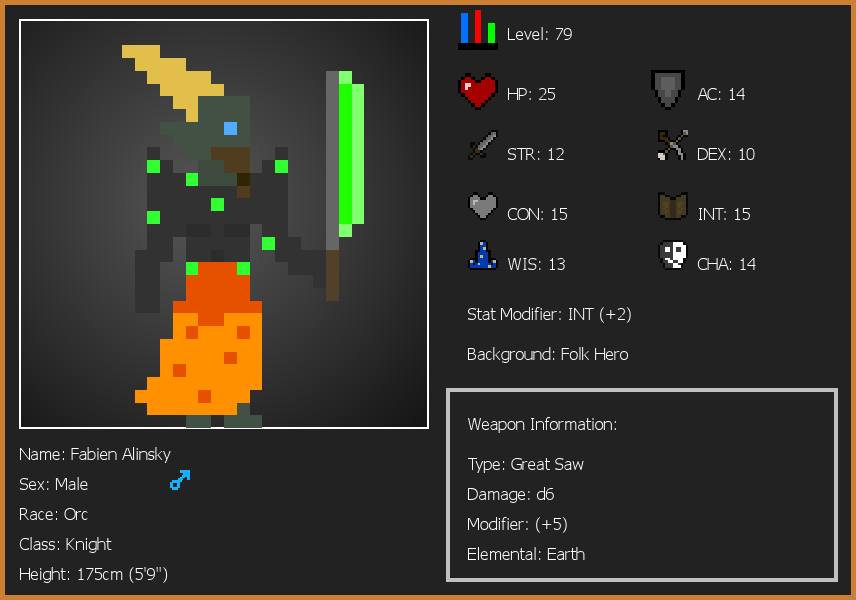 Level: 79
HP: 25
AC: 14
STR: 12
DEX: 10
CON: 15
INT: 15
WIS: 13
CHA: 14
Stat Modifier: INT (+2)
Background: Folk Hero
Weapon Information:
Type: Great Saw
Damage: d6
Modifier: (+5)
Elemental: Earth
Name: Fabien Alinsky
Sex: Male
Race: Orc
Class: Knight
Height: 175cm (5'9")